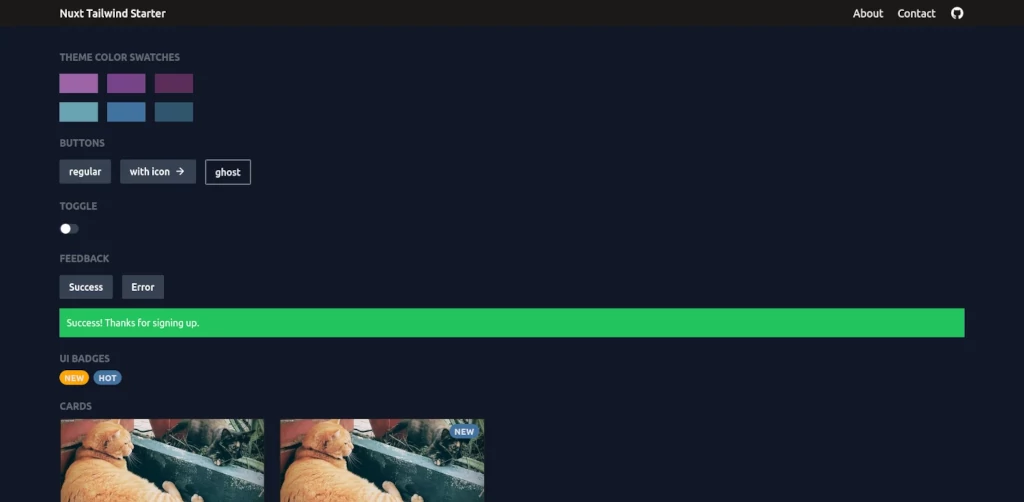 Nuxt Tailwind Starter
About Contact
THEME COLOR SWATCHES
BUTTONS
regular with icon → ghost
TOGGLE
FEEDBACK
Success Error
Success! Thanks for signing up.
UI BADGES
NEW HOT
CARDS
NEW